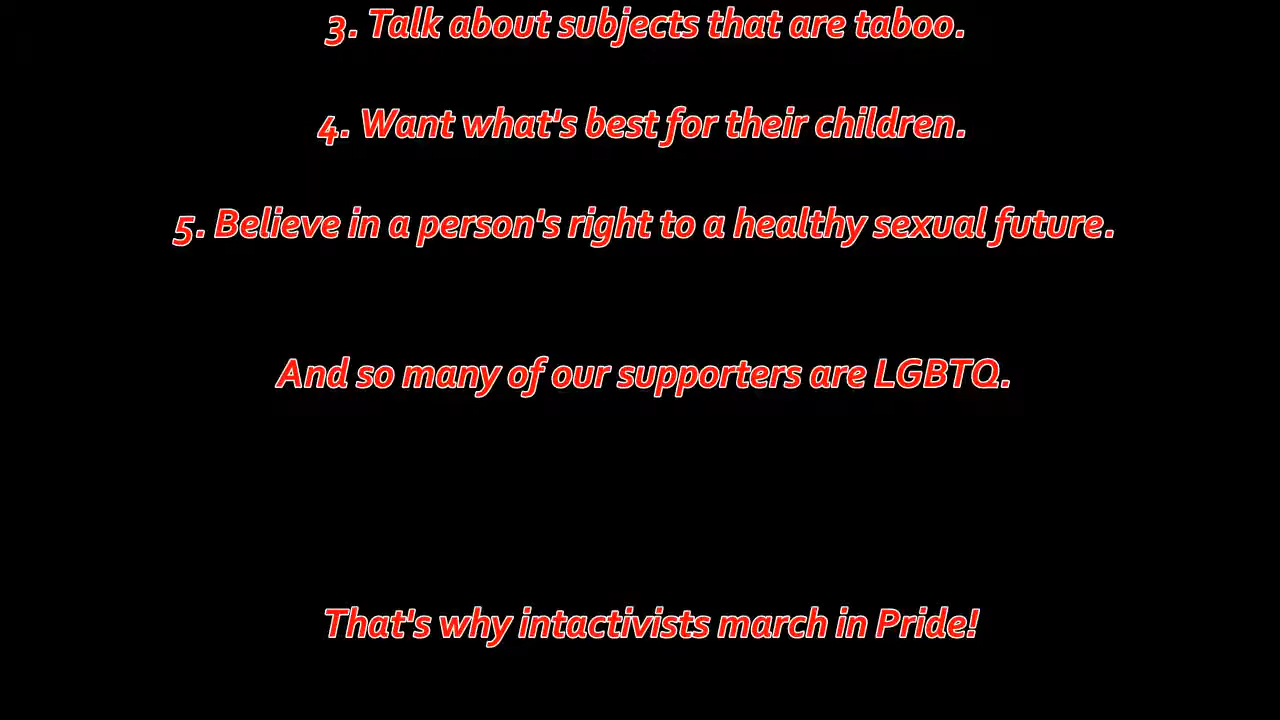 3. Talk about subjects that are taboo.
4. Want what's best for their children.
5. Believe in a person's right to a healthy sexual future.
And so many of our supporters are LGBTQ.
That's why intactivists march in Pride!